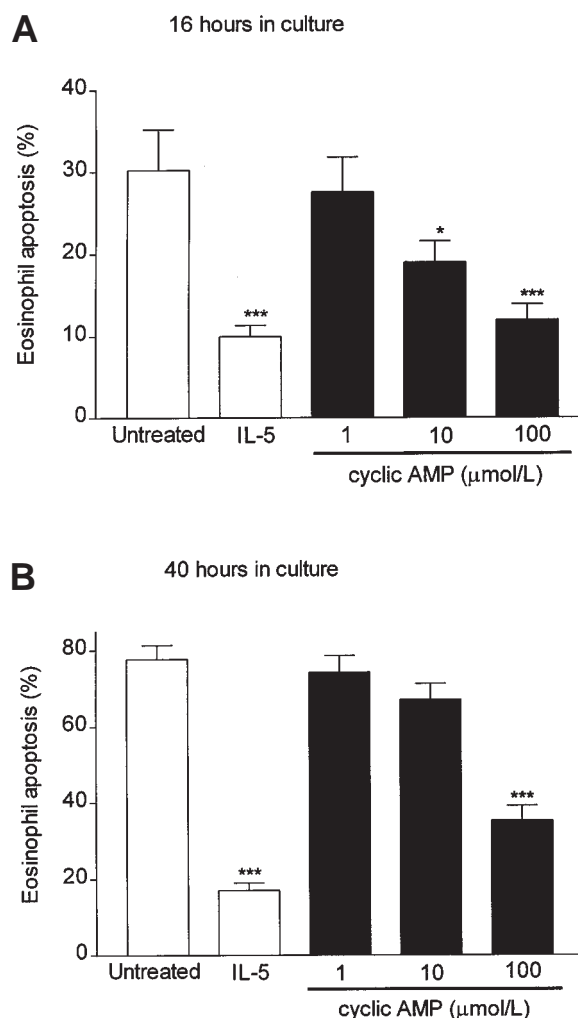 A
16 hours in culture
Eosinophil apoptosis (%)
40
30
20
10
0
***
*
***
Untreated IL-5 1 10 100
cyclic AMP (μmol/L)
B
40 hours in culture
Eosinophil apoptosis (%)
80
60
40
20
0
***
***
Untreated IL-5 1 10 100
cyclic AMP (μmol/L)